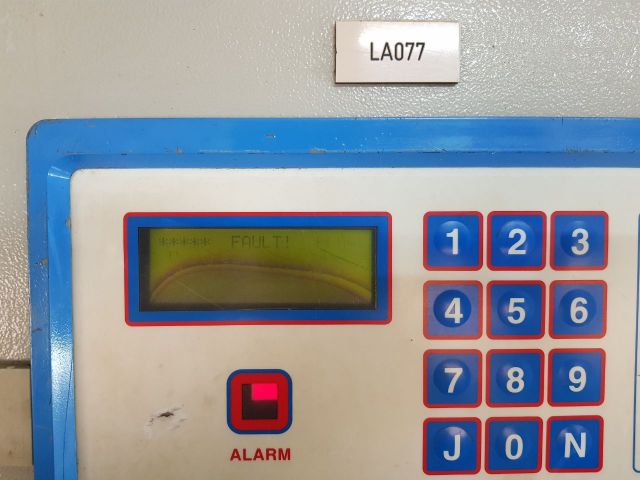 LA077
***** FAULT!
1 2 3
4 5 6
7 8 9
J 0 N
ALARM